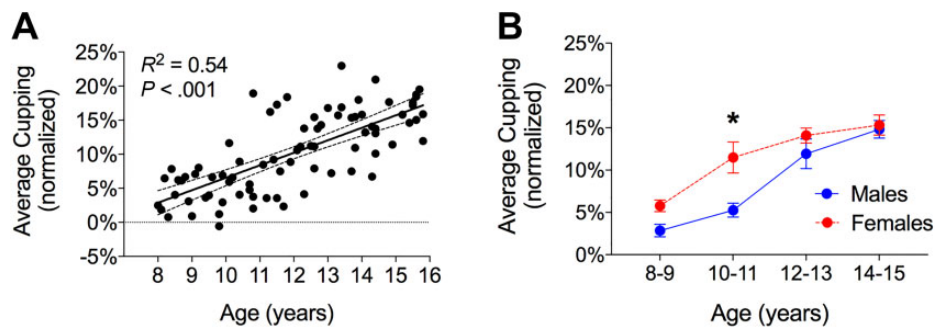 A
Average Cupping
(normalized)
25%
20%
15%
10%
5%
0%
-5%
R² = 0.54
P < .001
8 9 10 11 12 13 14 15 16
Age (years)
B
Average Cupping
(normalized)
25%
20%
15%
10%
5%
0%
*
Males
Females
8-9 10-11 12-13 14-15
Age (years)